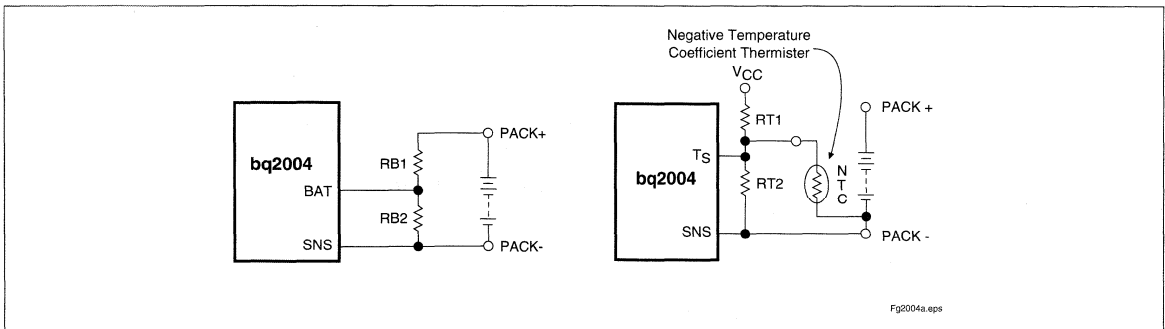 bq2004
BAT
SNS
RB1
RB2
PACK+
PACK-
Negative Temperature
Coefficient Thermister
VCC
RT1
TS
bq2004
RT2
SNS
N
T
C
PACK +
PACK -
Fg2004a.eps